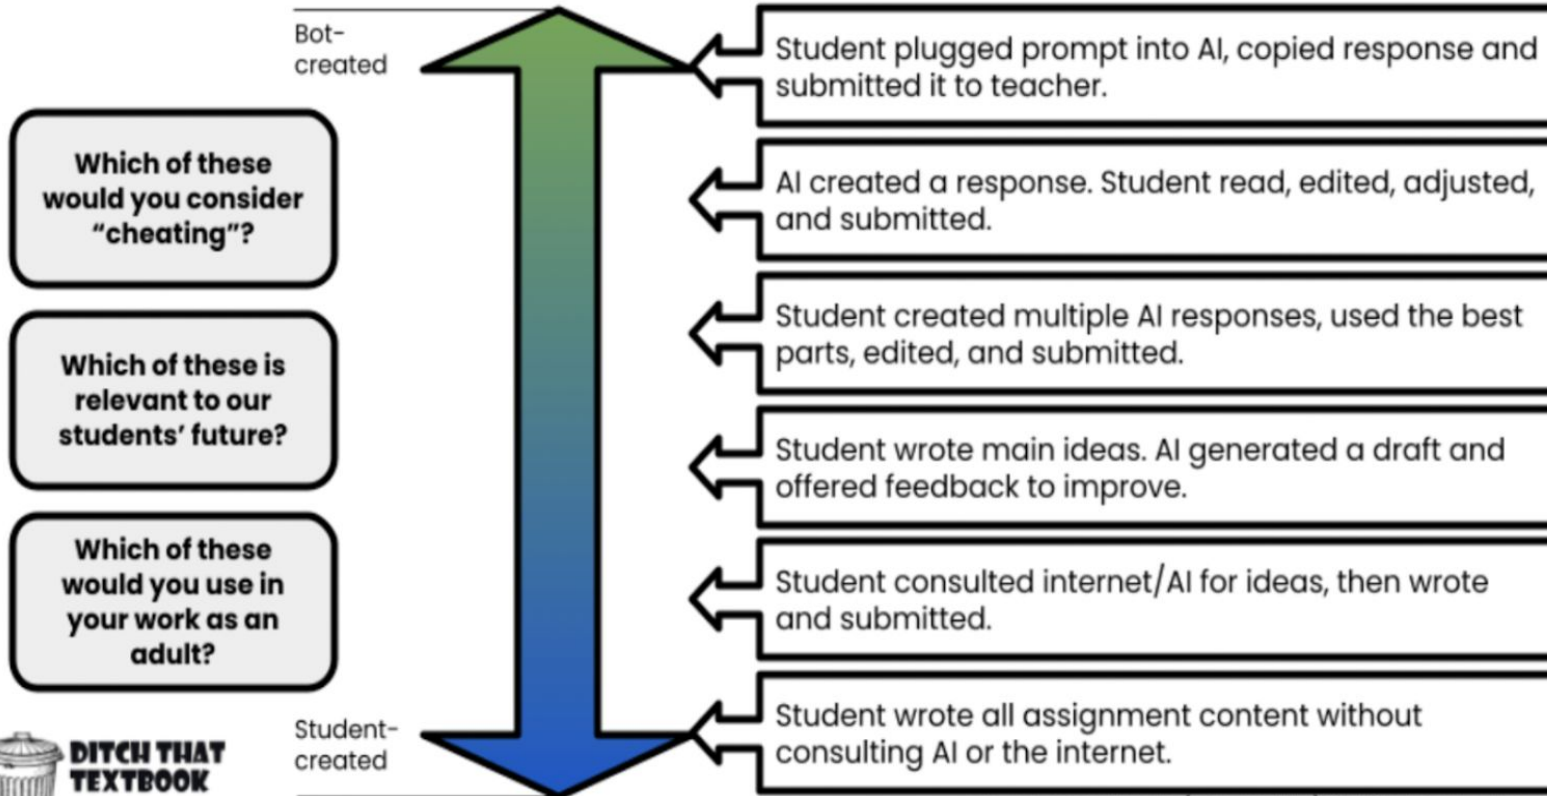 Bot-
created
Student plugged prompt into AI, copied response and
submitted it to teacher.
Which of these
would you consider
“cheating”?
AI created a response. Student read, edited, adjusted,
and submitted.
Student created multiple AI responses, used the best
parts, edited, and submitted.
Which of these is
relevant to our
students’ future?
Student wrote main ideas. AI generated a draft and
offered feedback to improve.
Which of these
would you use in
your work as an
adult?
Student consulted internet/AI for ideas, then wrote
and submitted.
Student-
created
Student wrote all assignment content without
consulting AI or the internet.
DITCH THAT
TEXTBOOK